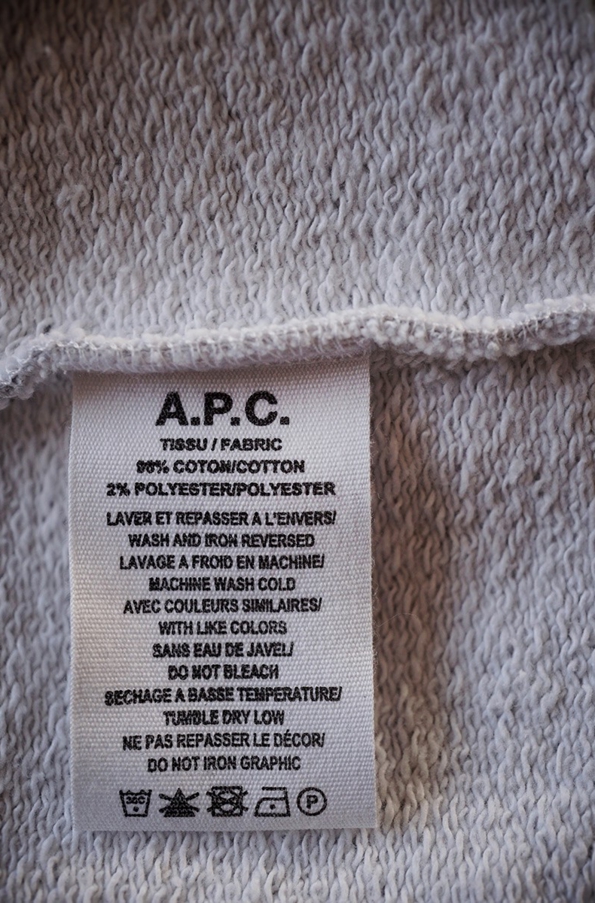 A.P.C.
TISSU / FABRIC
98% COTON/COTTON
2% POLYESTER/POLYESTER
LAVER ET REPASSER A L'ENVERS/
WASH AND IRON REVERSED
LAVAGE A FROID EN MACHINE/
MACHINE WASH COLD
AVEC COULEURS SIMILAIRES/
WITH LIKE COLORS
SANS EAU DE JAVEL/
DO NOT BLEACH
SECHAGE A BASSE TEMPERATURE/
TUMBLE DRY LOW
NE PAS REPASSER LE DÉCOR/
DO NOT IRON GRAPHIC
P